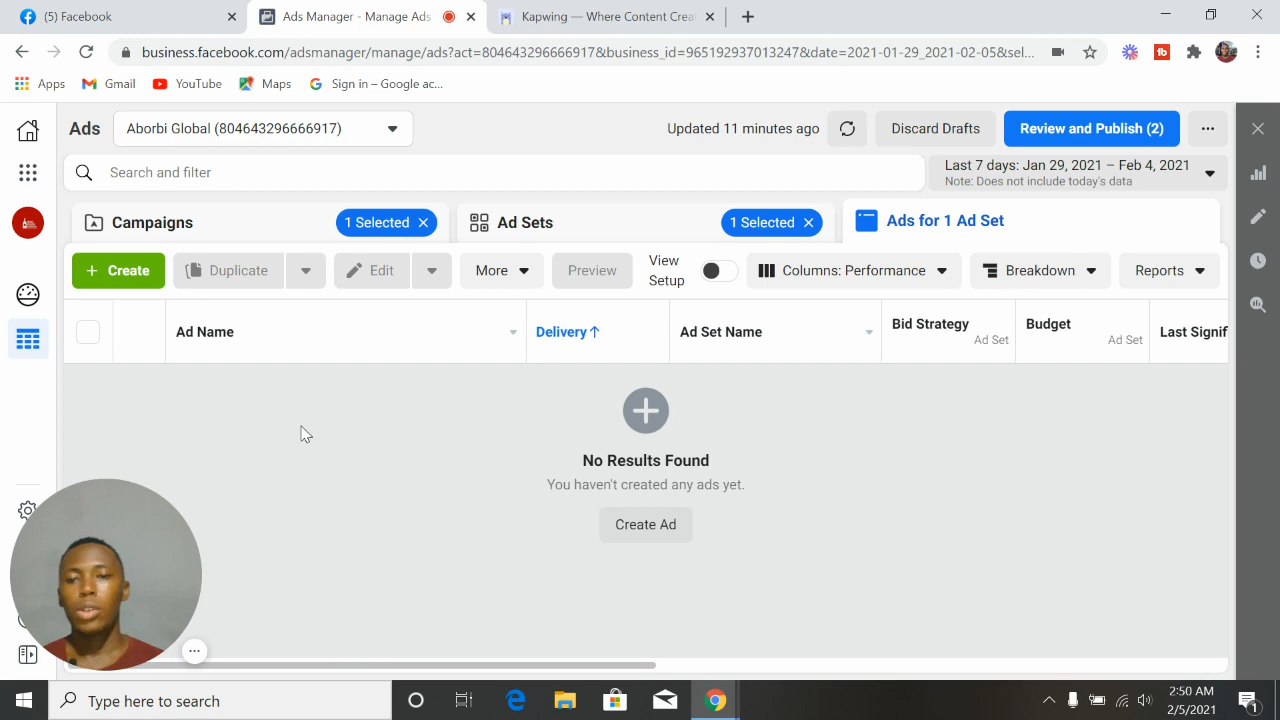 (5) Facebook
Ads Manager - Manage Ads
Kapwing — Where Content Crea
business.facebook.com/adsmanager/manage/ads?act=804643296666917&business_id=965192937013247&date=2021-01-29_2021-02-05&sel...
Apps
Gmail
YouTube
Maps
Sign in – Google ac...
Ads
Aborbi Global (804643296666917)
Updated 11 minutes ago
Discard Drafts
Review and Publish (2)
Search and filter
Last 7 days: Jan 29, 2021 – Feb 4, 2021
Note: Does not include today's data
Campaigns
1 Selected
Ad Sets
1 Selected
Ads for 1 Ad Set
+ Create
Duplicate
Edit
More
Preview
View
Setup
Columns: Performance
Breakdown
Reports
Ad Name
Delivery↑
Ad Set Name
Bid Strategy
Ad Set
Budget
Ad Set
Last Signif
No Results Found
You haven't created any ads yet.
Create Ad
Type here to search
2:50 AM
2/5/2021
1